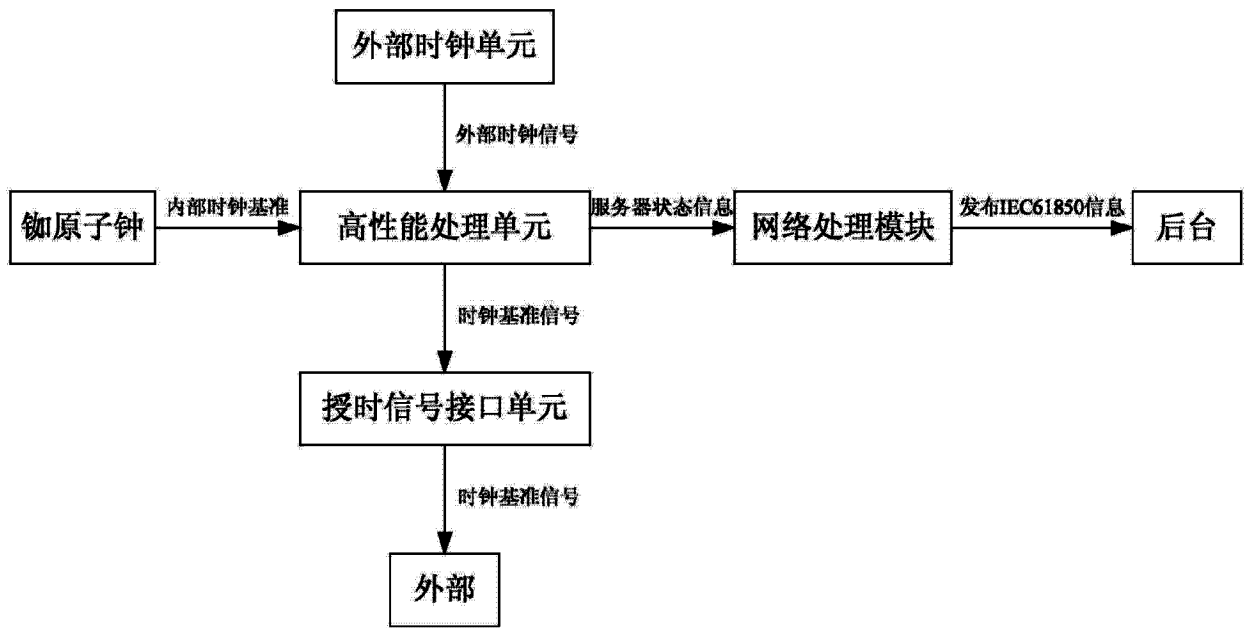 外部时钟单元
外部时钟信号
铷原子钟
内部时钟基准
高性能处理单元
服务器状态信息
网络处理模块
发布IEC61850信息
后台
时钟基准信号
授时信号接口单元
时钟基准信号
外部